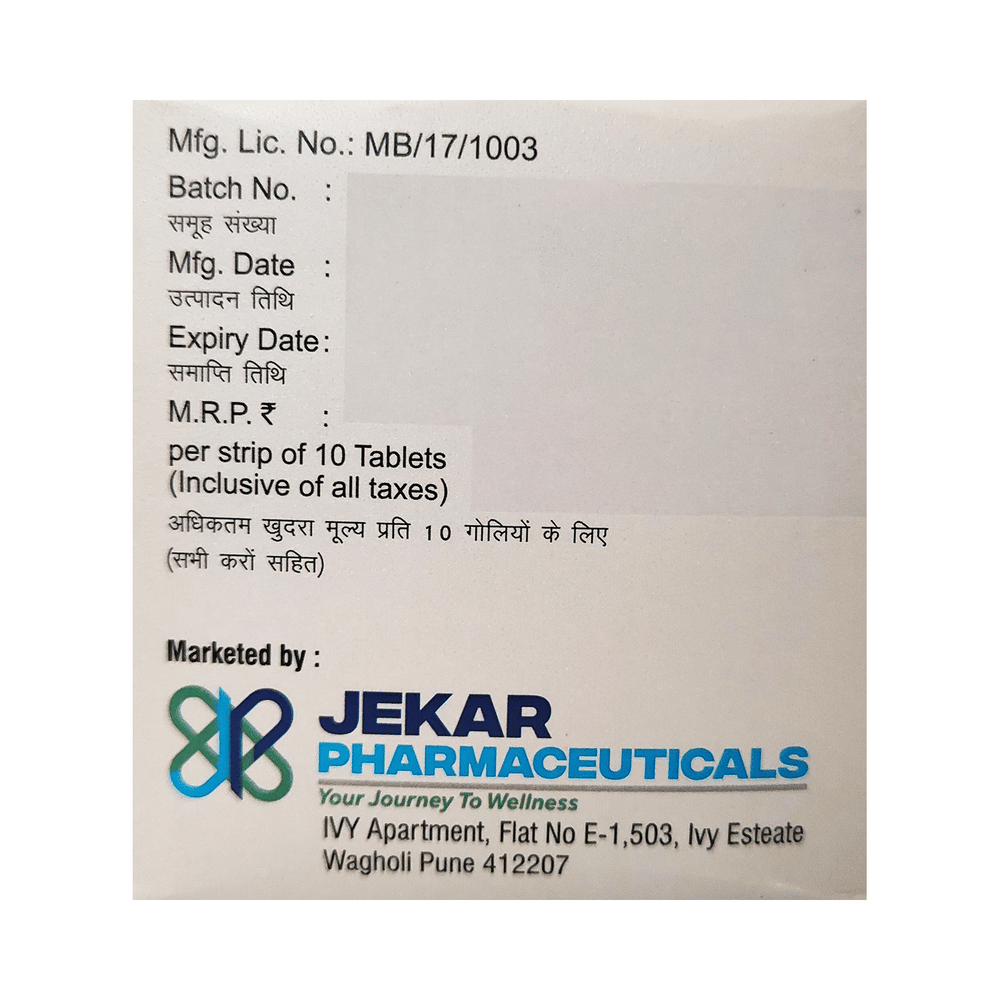 Mfg. Lic. No.: MB/17/1003
Batch No. :
समूह संख्या
Mfg. Date :
उत्पादन तिथि
Expiry Date:
समाप्ति तिथि
M.R.P. ₹ :
per strip of 10 Tablets
(Inclusive of all taxes)
अधिकतम खुदरा मूल्य प्रति 10 गोलियों के लिए
(सभी करों सहित)
Marketed by :
JEKAR
PHARMACEUTICALS
Your Journey To Wellness
IVY Apartment, Flat No E-1,503, Ivy Esteate
Wagholi Pune 412207